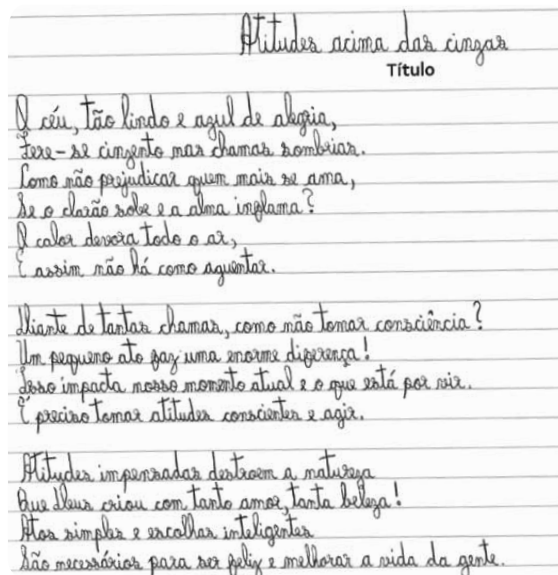 Atitudes acima das cinzas
Título
O céu, tão lindo e azul de alegria,
Fere-se cinzento nas chamas sombrias.
Como não prejudicar quem mais se ama,
Se o clarão sobe e a alma inflama?
O calor devora todo o ar,
E assim não há como aguentar.
Diante de tantas chamas, como não tomar consciência?
Um pequeno ato faz uma enorme diferença!
Isso impacta nosso momento atual e o que está por vir.
É preciso tomar atitudes conscientes e agir.
Atitudes impensadas destroem a natureza
Que Deus criou com tanto amor, tanta beleza!
Atos simples e escolhas inteligentes
São necessários para ser feliz e melhorar a vida da gente.